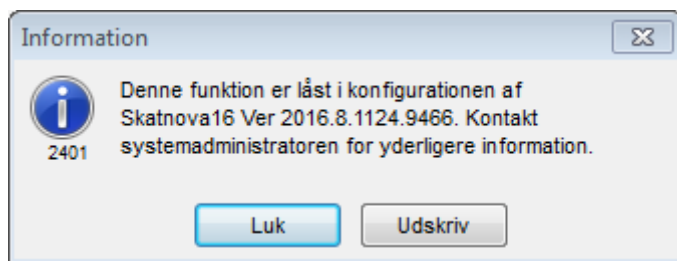 Information
Denne funktion er låst i konfigurationen af
Skatnova16 Ver 2016.8.1124.9466. Kontakt
systemadministratoren for yderligere information.
2401
Luk
Udskriv